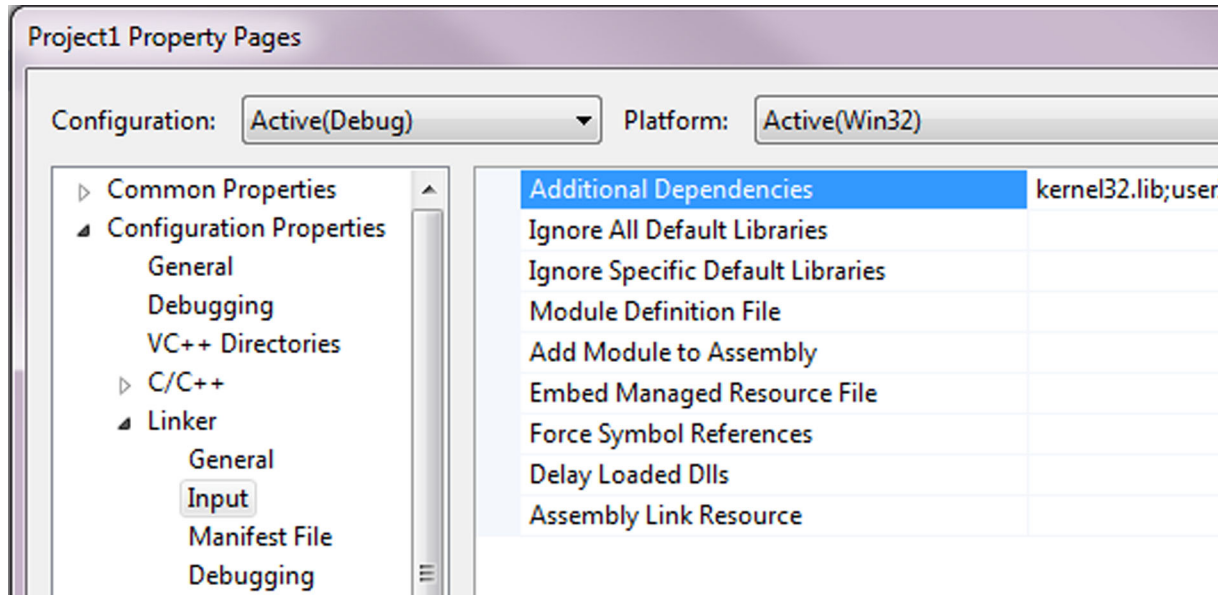 Project1 Property Pages
Configuration: Active(Debug) Platform: Active(Win32)
Common Properties
Configuration Properties
General
Debugging
VC++ Directories
C/C++
Linker
General
Input
Manifest File
Debugging
Additional Dependencies kernel32.lib;user
Ignore All Default Libraries
Ignore Specific Default Libraries
Module Definition File
Add Module to Assembly
Embed Managed Resource File
Force Symbol References
Delay Loaded Dlls
Assembly Link Resource